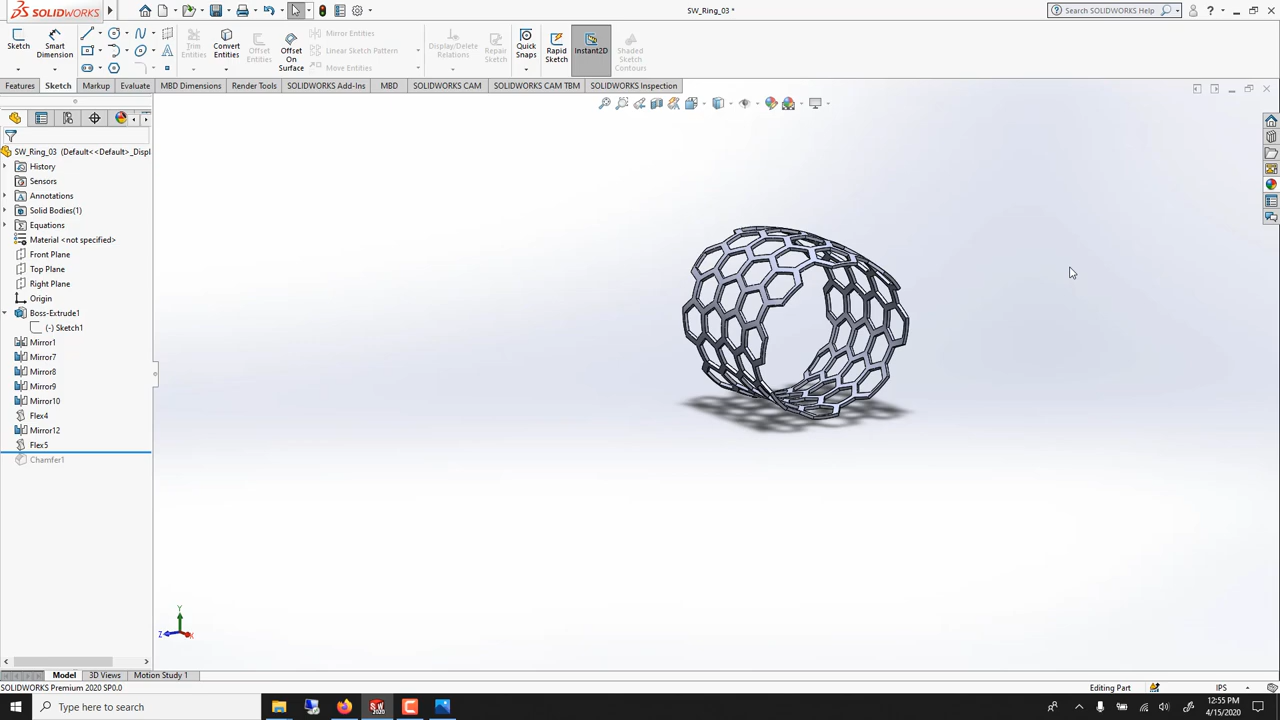 SOLIDWORKS
SW_Ring_03 *
Search SOLIDWORKS Help
Sketch
Smart Dimension
Trim Entities
Convert Entities
Offset Entities
Offset On Surface
Mirror Entities
Linear Sketch Pattern
Move Entities
Display/Delete Relations
Repair Sketch
Quick Snaps
Rapid Sketch
Instant2D
Shaded Sketch Contours
Features
Sketch
Markup
Evaluate
MBD Dimensions
Render Tools
SOLIDWORKS Add-Ins
MBD
SOLIDWORKS CAM
SOLIDWORKS CAM TBM
SOLIDWORKS Inspection
SW_Ring_03 (Default<<Default>_Displ
History
Sensors
Annotations
Solid Bodies(1)
Equations
Material <not specified>
Front Plane
Top Plane
Right Plane
Origin
Boss-Extrude1
(-) Sketch1
Mirror1
Mirror7
Mirror8
Mirror9
Mirror10
Flex4
Mirror12
Flex5
Chamfer1
Y
Z
X
Model
3D Views
Motion Study 1
SOLIDWORKS Premium 2020 SP0.0
Editing Part
IPS
Type here to search
12:55 PM
4/15/2020